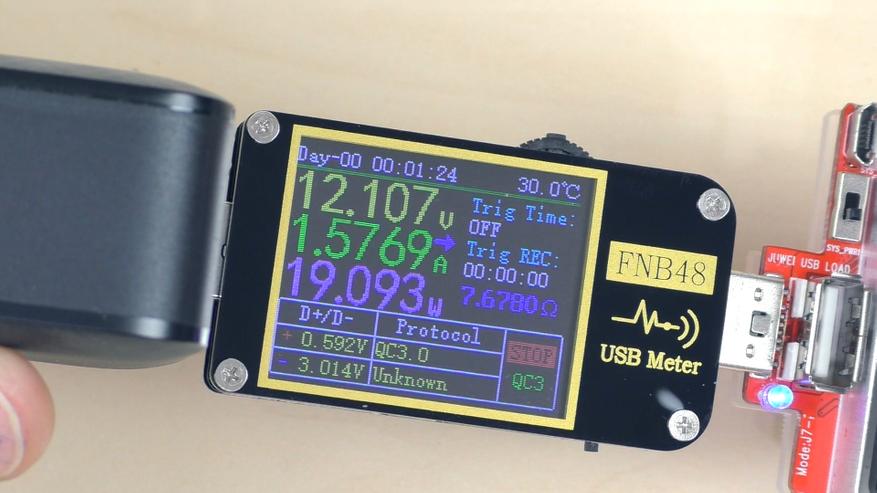 Day-00 00:01:24 30.0℃
12.107V
1.5769A
19.093W
Trig Time:
OFF
Trig REC:
00:00:00
7.6780Ω
D+/D- Protocol
+ 0.592V QC3.0
- 3.014V Unknown
STOP
QC3
FNB48
USB Meter
SYS_PWR
JUWEI USB LOAD
Mode:J7-